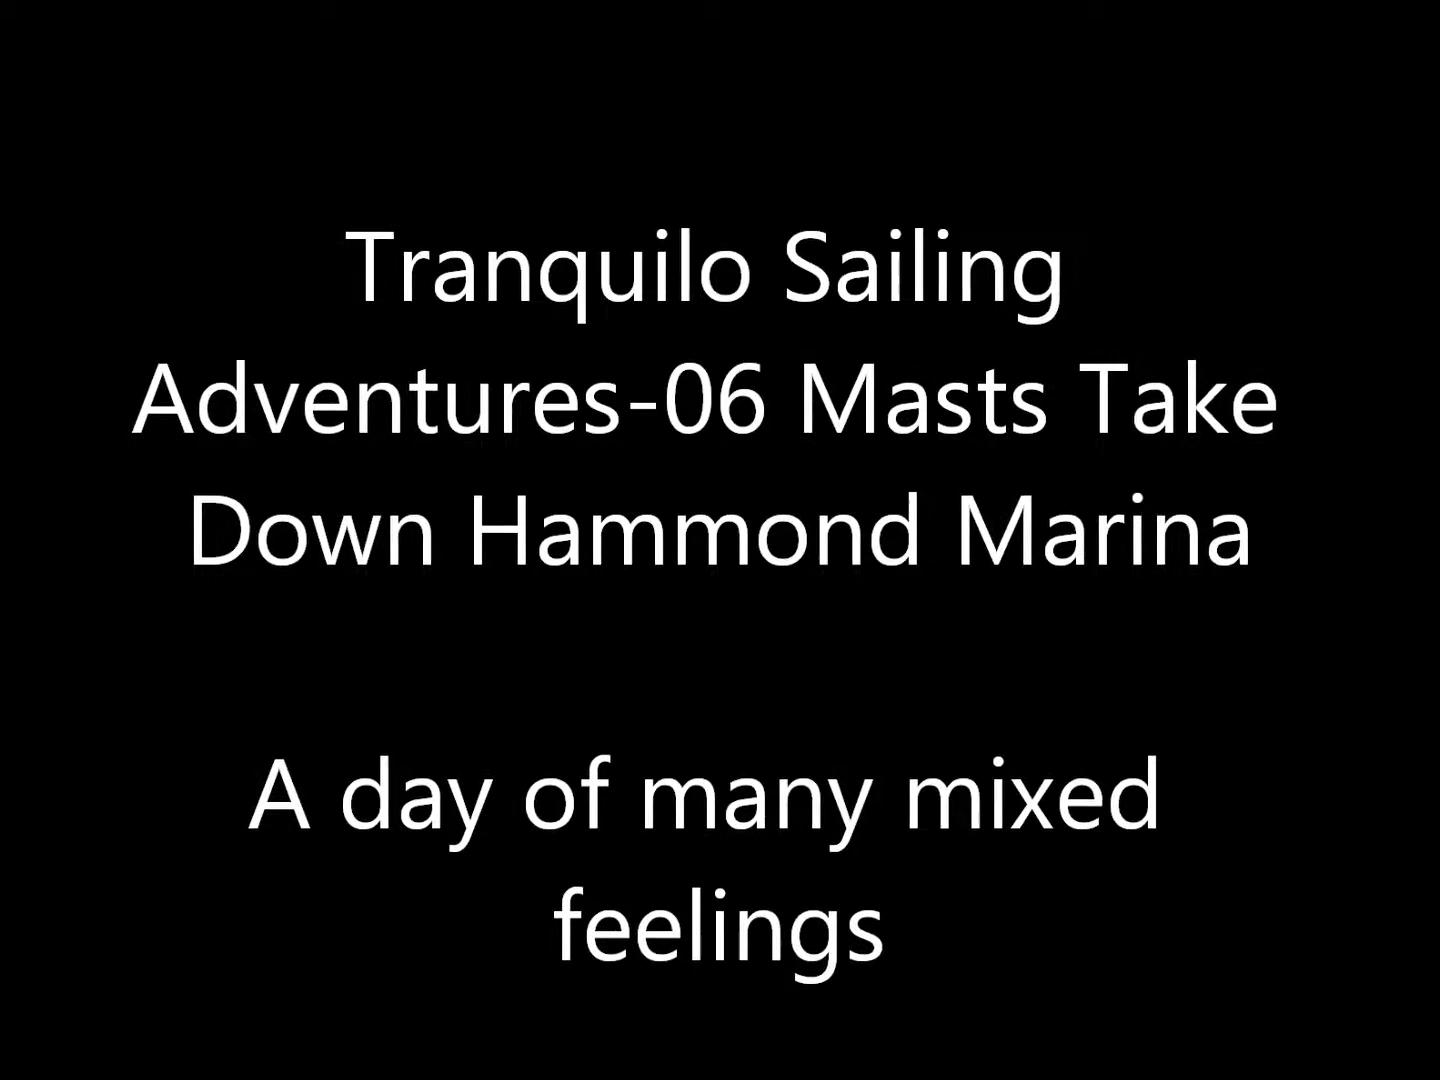 Tranquilo Sailing
Adventures-06 Masts Take
Down Hammond Marina
A day of many mixed
feelings